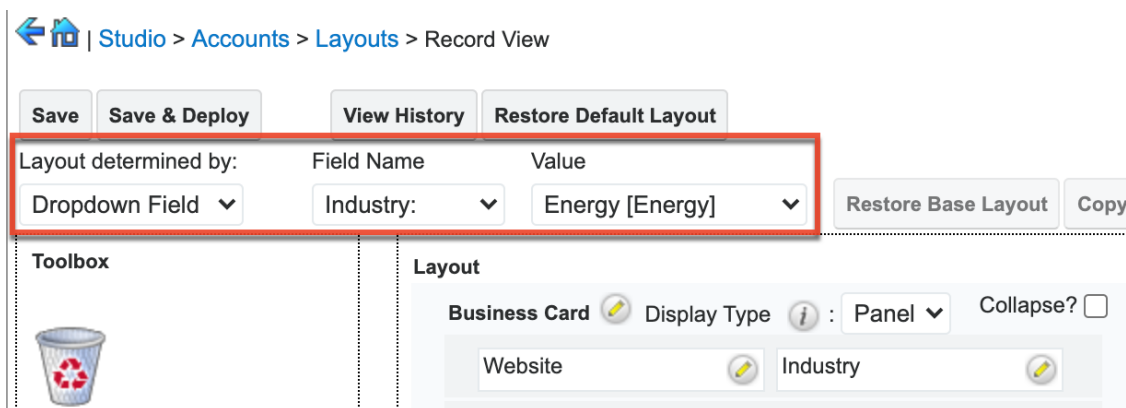 | Studio > Accounts > Layouts > Record View
Save Save & Deploy View History Restore Default Layout
Layout determined by: Field Name Value
Dropdown Field Industry: Energy [Energy] Restore Base Layout Copy
Toolbox
Layout
Business Card Display Type i : Panel Collapse?
Website Industry